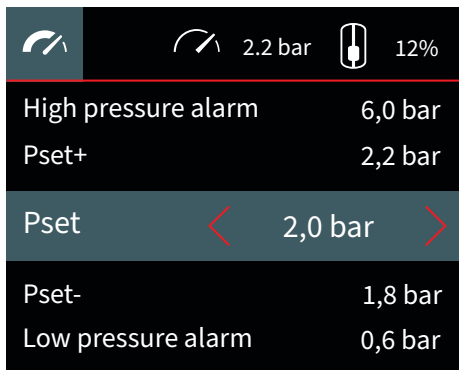 2.2 bar 12%
High pressure alarm 6,0 bar
Pset+ 2,2 bar
Pset 2,0 bar
Pset- 1,8 bar
Low pressure alarm 0,6 bar